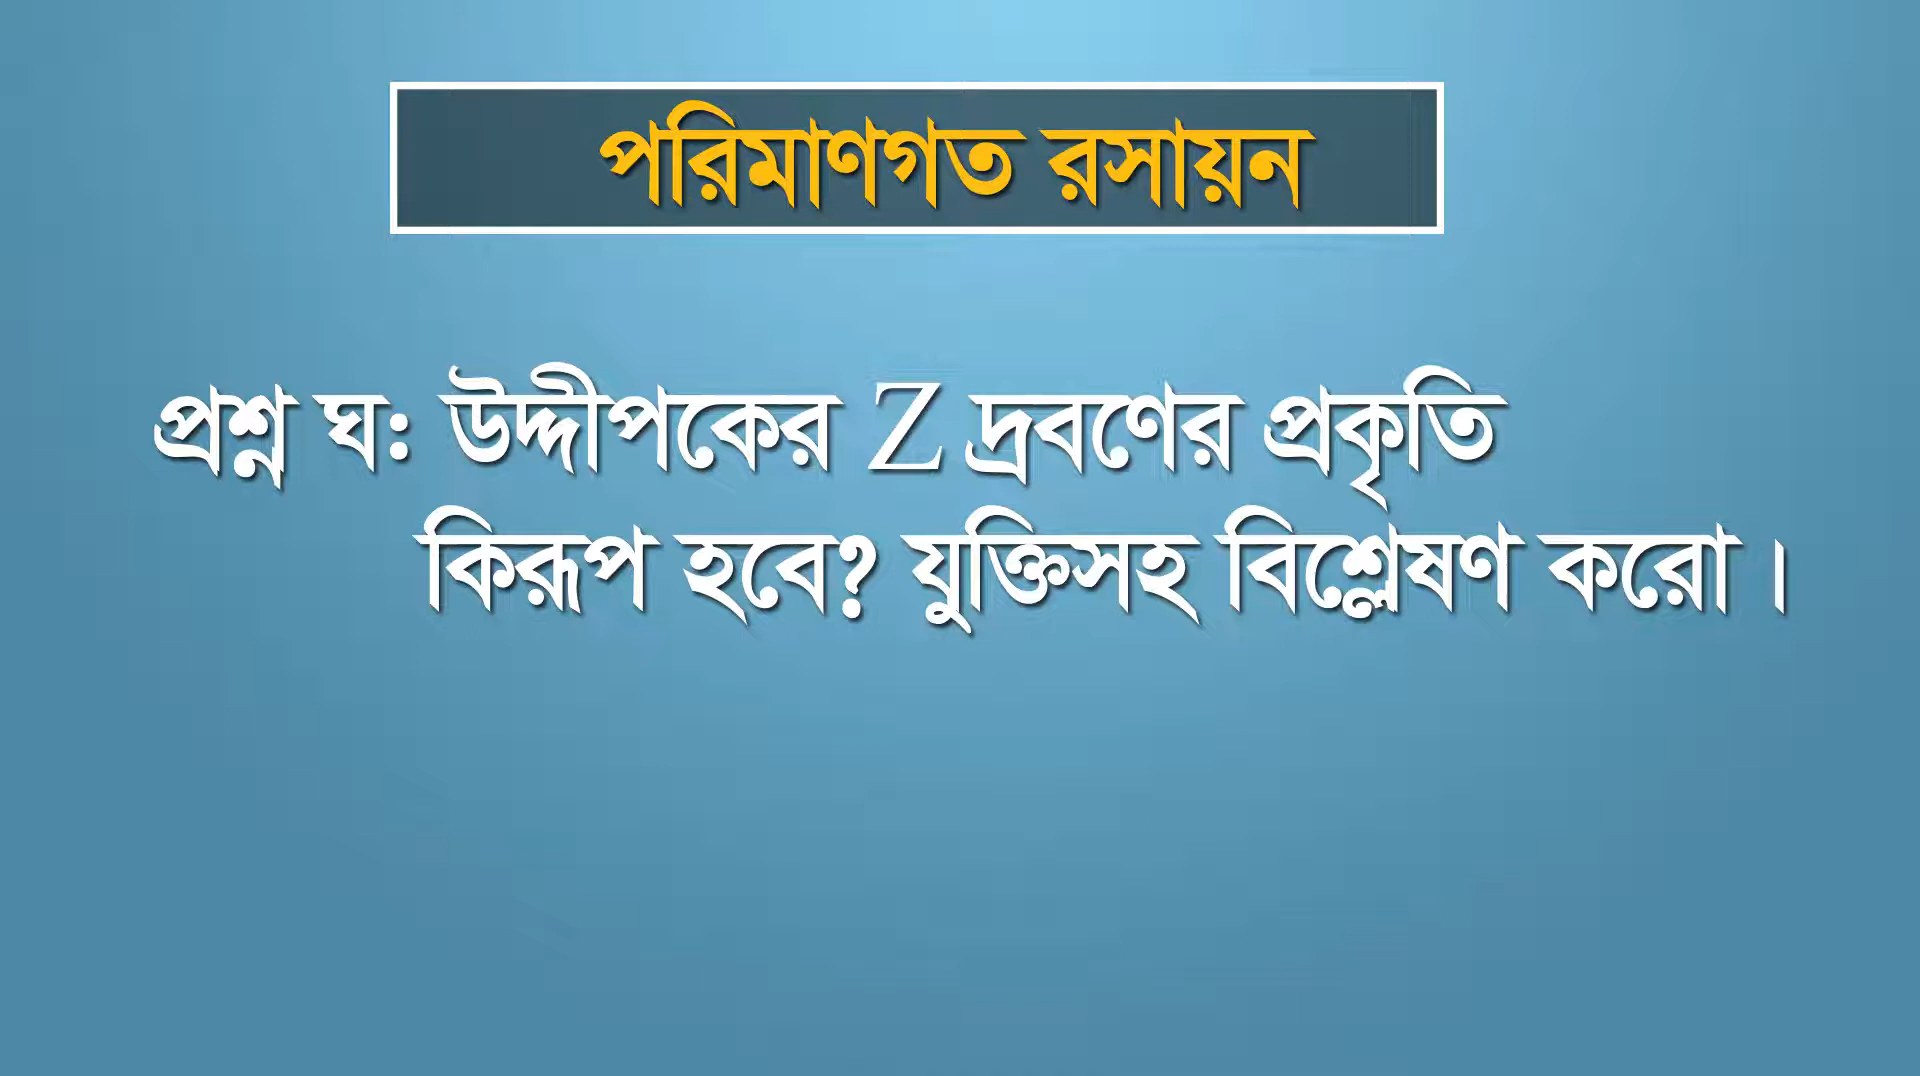 পরিমাণগত রসায়ন
প্রশ্ন ঘ: উদ্দীপকের Z দ্রবণের প্রকৃতি
কিরূপ হবে? যুক্তিসহ বিশ্লেষণ করো।